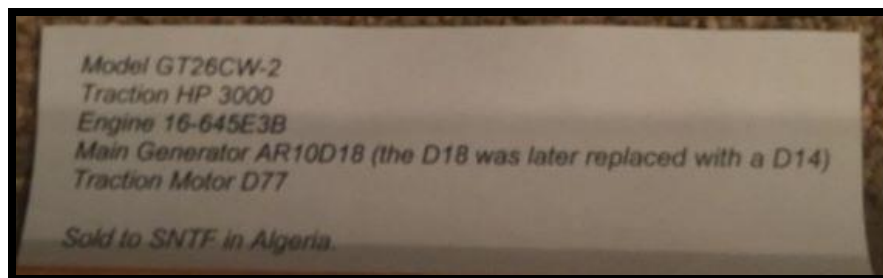 Model GT26CW-2
Traction HP 3000
Engine 16-645E3B
Main Generator AR10D18 (the D18 was later replaced with a D14)
Traction Motor D77
Sold to SNTF in Algeria.